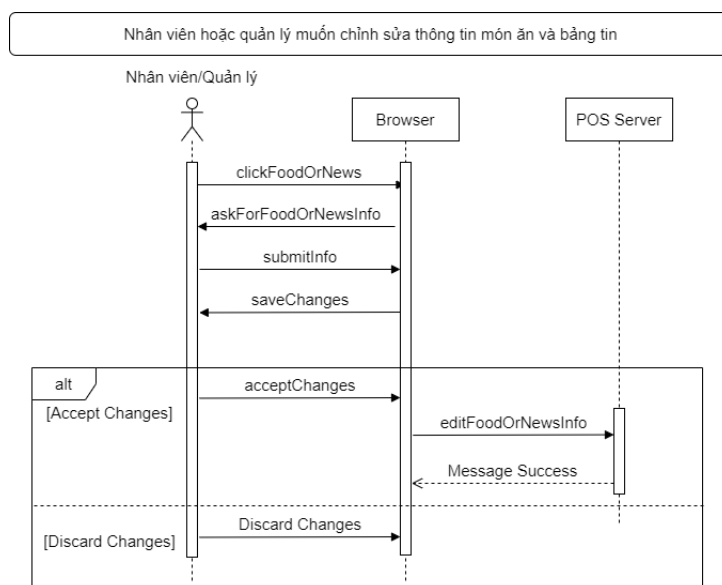 Nhân viên hoặc quản lý muốn chỉnh sửa thông tin món ăn và bảng tin
Nhân viên/Quản lý
Browser
POS Server
clickFoodOrNews
askForFoodOrNewsInfo
submitInfo
saveChanges
alt
acceptChanges
[Accept Changes]
editFoodOrNewsInfo
Message Success
Discard Changes
[Discard Changes]